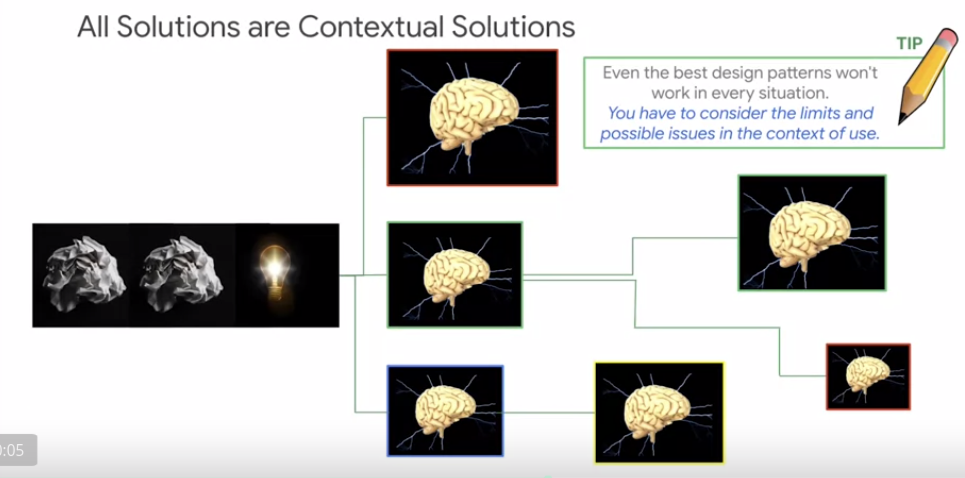 All Solutions are Contextual Solutions
TIP
Even the best design patterns won't
work in every situation.
You have to consider the limits and
possible issues in the context of use.
:05